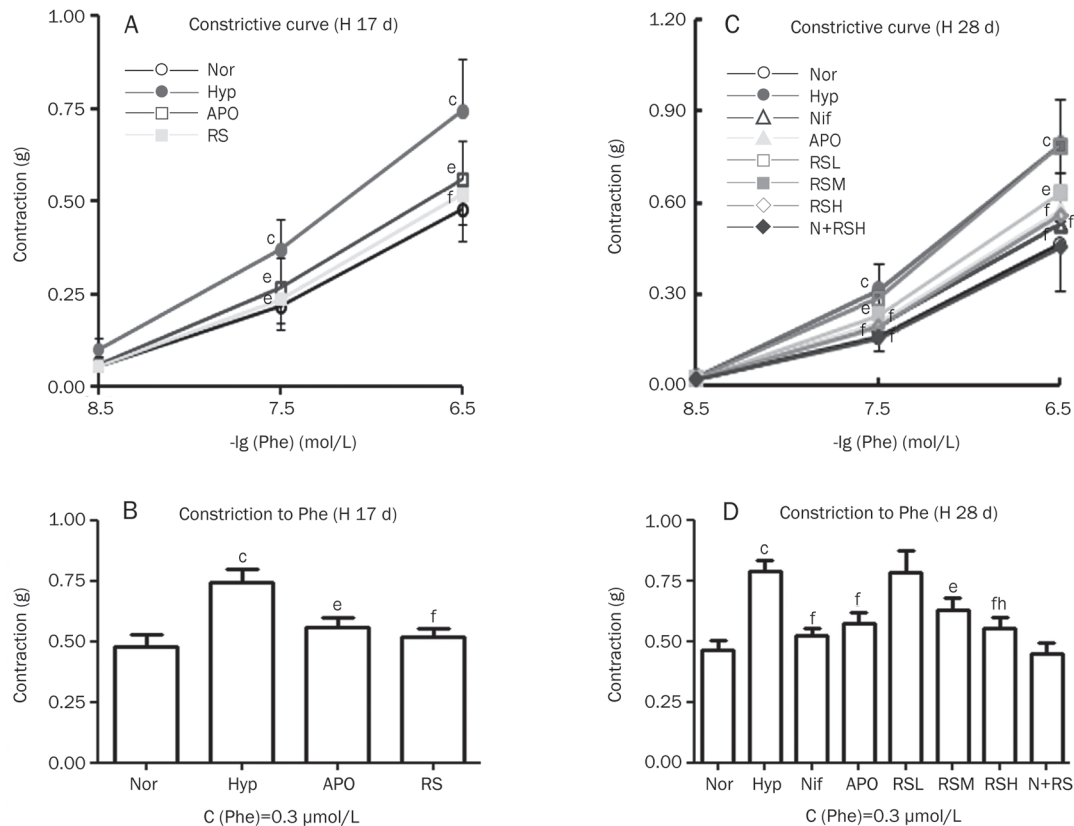 A
Constrictive curve (H 17 d)
Nor
Hyp
APO
RS
1.00
0.75
0.50
0.25
0.00
Contraction (g)
c
c
e
e
e
f
8.5
7.5
6.5
-lg (Phe) (mol/L)
C
Constrictive curve (H 28 d)
Nor
Hyp
Nif
APO
RSL
RSM
RSH
N+RSH
1.20
0.90
0.60
0.30
0.00
Contraction (g)
c
c
e
e
f
f
f
f
f
f
8.5
7.5
6.5
-lg (Phe) (mol/L)
B
Constriction to Phe (H 17 d)
1.00
0.75
0.50
0.25
0.00
Contraction (g)
c
e
f
Nor Hyp APO RS
C (Phe)=0.3 μmol/L
D
Constriction to Phe (H 28 d)
1.00
0.75
0.50
0.25
0.00
Contraction (g)
c
f
f
e
fh
Nor Hyp Nif APO RSL RSM RSH N+RS
C (Phe)=0.3 μmol/L